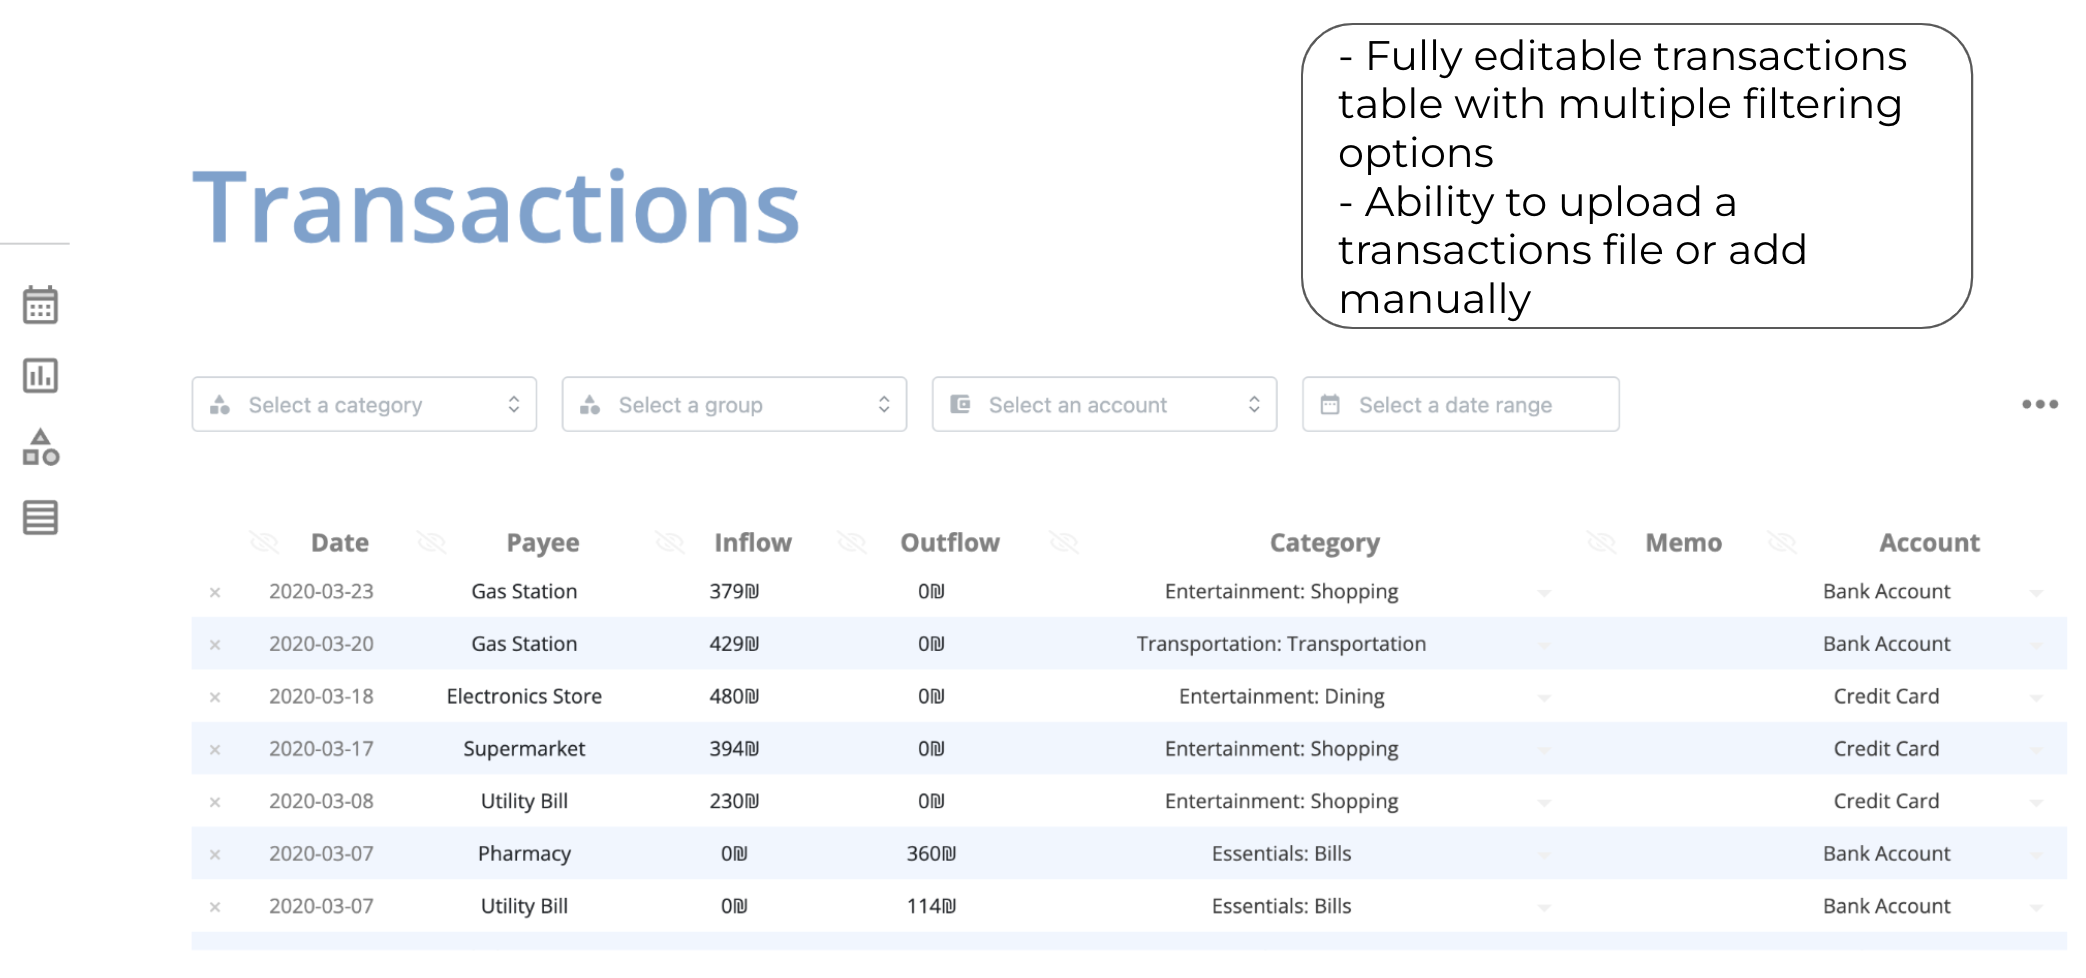 - Fully editable transactions
table with multiple filtering
options
- Ability to upload a
transactions file or add
manually
Transactions
Select a category Select a group Select an account Select a date range
Date Payee Inflow Outflow Category Memo Account
2020-03-23 Gas Station 379₪ 0₪ Entertainment: Shopping Bank Account
2020-03-20 Gas Station 429₪ 0₪ Transportation: Transportation Bank Account
2020-03-18 Electronics Store 480₪ 0₪ Entertainment: Dining Credit Card
2020-03-17 Supermarket 394₪ 0₪ Entertainment: Shopping Credit Card
2020-03-08 Utility Bill 230₪ 0₪ Entertainment: Shopping Credit Card
2020-03-07 Pharmacy 0₪ 360₪ Essentials: Bills Bank Account
2020-03-07 Utility Bill 0₪ 114₪ Essentials: Bills Bank Account